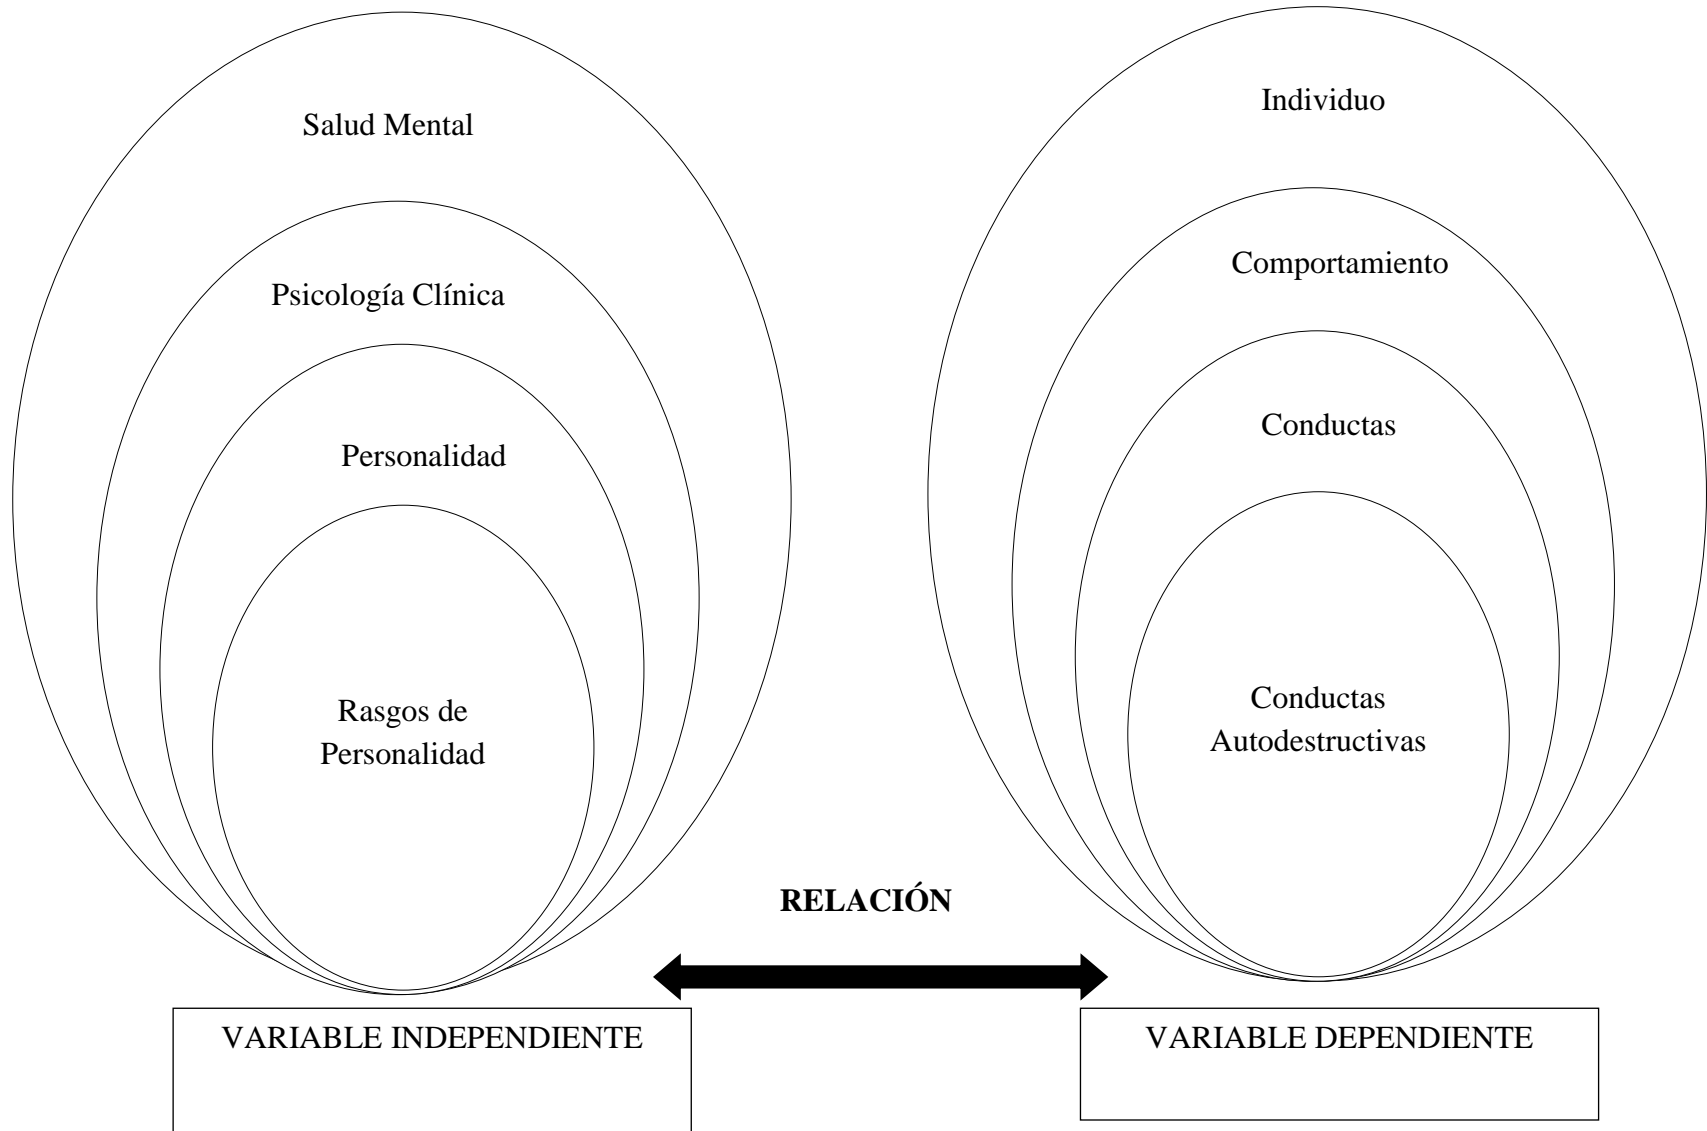 Salud Mental
Psicología Clínica
Personalidad
Rasgos de
Personalidad
Individuo
Comportamiento
Conductas
Conductas
Autodestructivas
RELACIÓN
VARIABLE INDEPENDIENTE
VARIABLE DEPENDIENTE